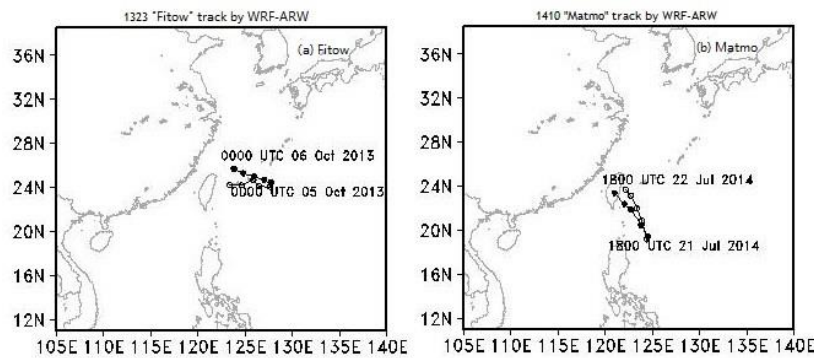 1323 "Fitow" track by WRF-ARW
(a) Fitow
36N
32N
28N
24N
20N
16N
12N
0000 UTC 06 Oct 2013
0000 UTC 05 Oct 2013
105E 110E 115E 120E 125E 130E 135E 140E
1410 "Matmo" track by WRF-ARW
(b) Matmo
36N
32N
28N
24N
20N
16N
12N
1800 UTC 22 Jul 2014
1800 UTC 21 Jul 2014
105E 110E 115E 120E 125E 130E 135E 140E